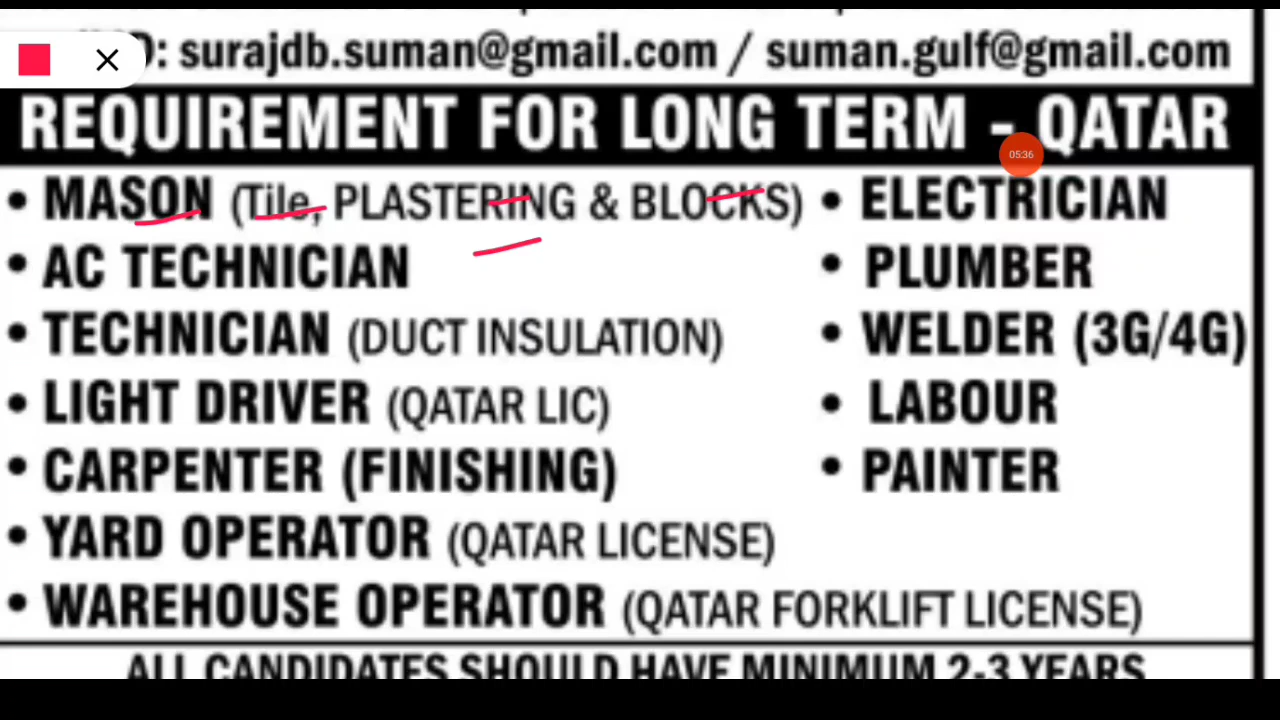 D: surajdb.suman@gmail.com / suman.gulf@gmail.com
REQUIREMENT FOR LONG TERM - QATAR
05:36
• MASON (Tile, PLASTERING & BLOCKS)
• AC TECHNICIAN
• TECHNICIAN (DUCT INSULATION)
• LIGHT DRIVER (QATAR LIC)
• CARPENTER (FINISHING)
• YARD OPERATOR (QATAR LICENSE)
• WAREHOUSE OPERATOR (QATAR FORKLIFT LICENSE)
• ELECTRICIAN
• PLUMBER
• WELDER (3G/4G)
• LABOUR
• PAINTER
ALL CANDIDATES SHOULD HAVE MINIMUM 2-3 YEARS